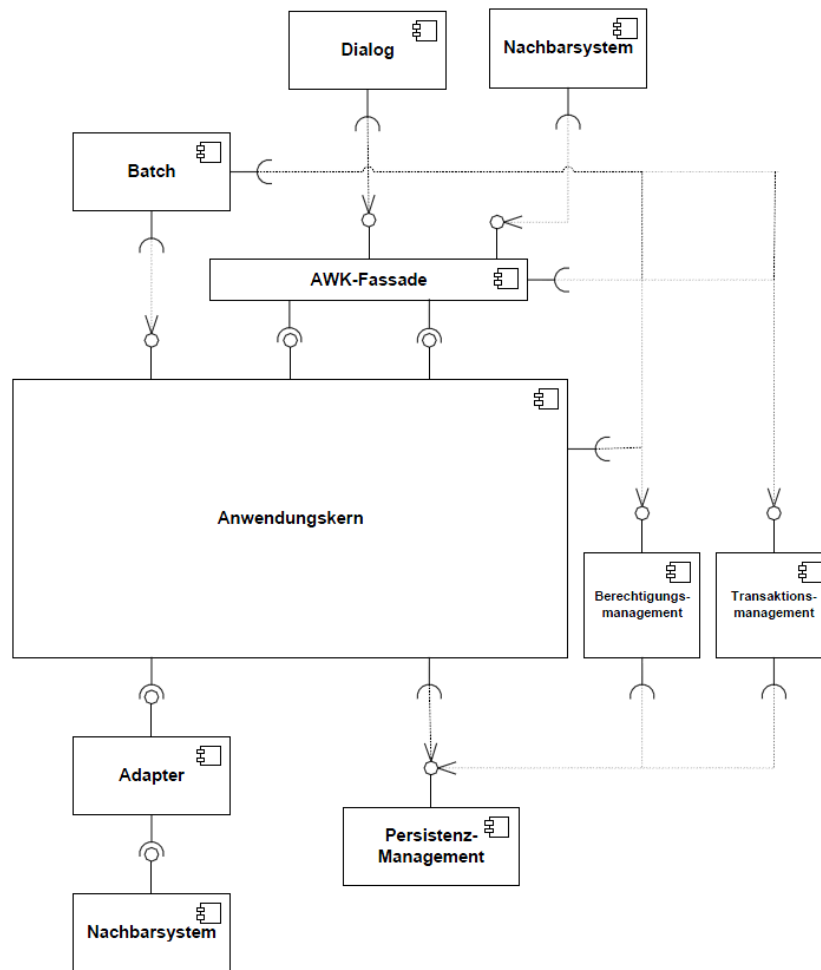 Dialog
Nachbarsystem
Batch
AWK-Fassade
Anwendungskern
Berechtigungs-
management
Transaktions-
management
Adapter
Persistenz-
Management
Nachbarsystem